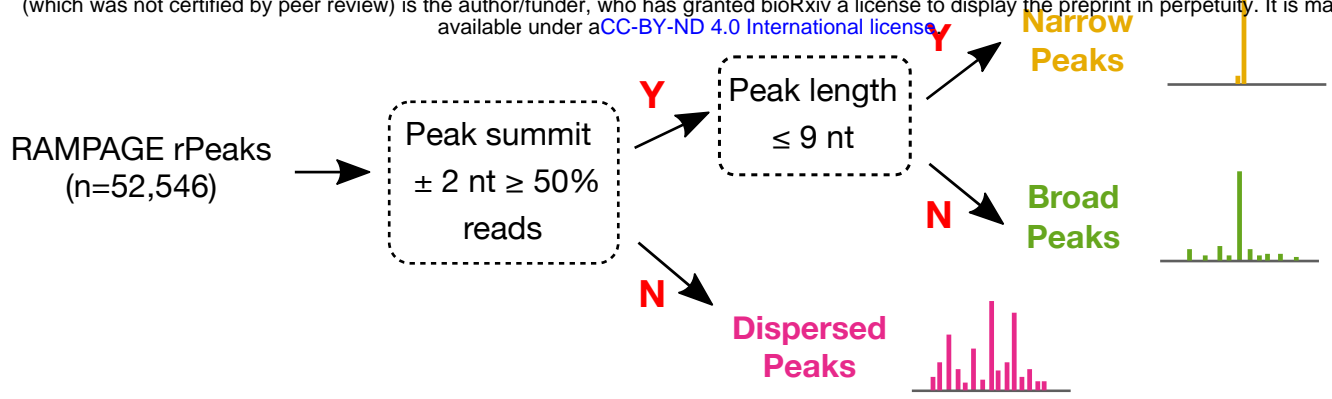 (which was not certified by peer review) is the author/funder, who has granted bioRxiv a license to display the preprint in perpetuity. It is ma
available under aCC-BY-ND 4.0 International license.
RAMPAGE rPeaks
(n=52,546)
Peak summit
± 2 nt ≥ 50%
reads
Y
N
Peak length
≤ 9 nt
Y
N
Narrow
Peaks
Broad
Peaks
Dispersed
Peaks